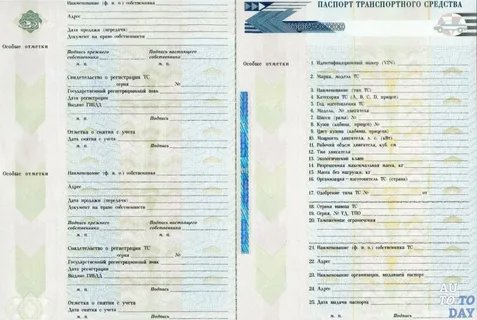 Наименование (ф. и. о.) собственника
Адрес
Дата продажи (передачи)
Документ на право собственности
Особые отметки
Подпись прежнего собственника
Подпись настоящего собственника
М. П.
М. П.
Свидетельство о регистрации ТС
серия №
Государственный регистрационный знак
Дата регистрации
Выдано ГИБДД
М. П. Подпись
Отметка о снятии с учета
Дата снятия с учета
М. П. Подпись
Наименование (ф. и. о.) собственника
Особые отметки
Адрес
Дата продажи (передачи)
Документ на право собственности
Подпись прежнего собственника
Подпись настоящего собственника
М. П.
М. П.
Свидетельство о регистрации ТС
серия №
Государственный регистрационный знак
Дата регистрации
Выдано ГИБДД
М. П. Подпись
Отметка о снятии с учета
Дата снятия с учета
М. П. Подпись
ПАСПОРТ ТРАНСПОРТНОГО СРЕДСТВА
Особые отметки
1. Идентификационный номер (VIN)
2. Марка, модель ТС
3. Наименование (тип ТС)
4. Категория ТС (А, В, С, D, прицеп)
5. Год изготовления ТС
6. Модель, № двигателя
7. Шасси (рама) №
8. Кузов (кабина, прицеп) №
9. Цвет кузова (кабины, прицепа)
10. Мощность двигателя, л. с. (кВт)
11. Рабочий объем двигателя, куб. см
12. Тип двигателя
13. Экологический класс
14. Разрешенная максимальная масса, кг
15. Масса без нагрузки, кг
16. Организация - изготовитель ТС (страна)
17. Одобрение типа ТС № от
18. Страна вывоза ТС
19. Серия, № ТД, ТПО
20. Таможенные ограничения
21. Наименование (ф. и. о.) собственника ТС
22. Адрес
23. Наименование организации, выдавшей паспорт
24. Адрес
25. Дата выдачи паспорта
М. П. Подпись
AU
TO TO
DAY